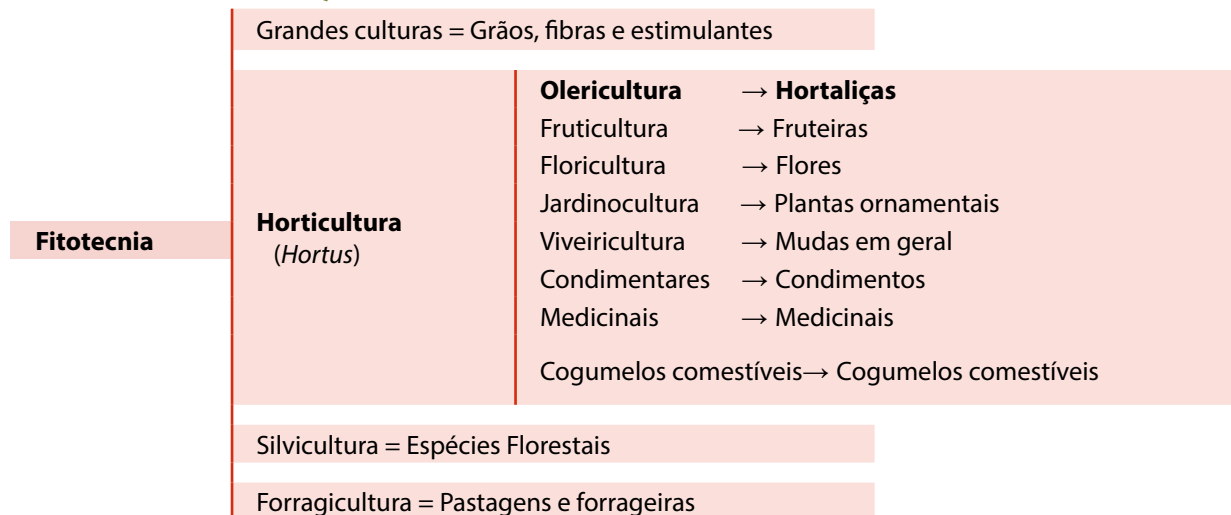 Grandes culturas = Grãos, fibras e estimulantes
Fitotecnia
Horticultura
(Hortus)
Olericultura → Hortaliças
Fruticultura → Fruteiras
Floricultura → Flores
Jardinocultura → Plantas ornamentais
Viveiricultura → Mudas em geral
Condimentares → Condimentos
Medicinais → Medicinais
Cogumelos comestíveis→ Cogumelos comestíveis
Silvicultura = Espécies Florestais
Forragicultura = Pastagens e forrageiras